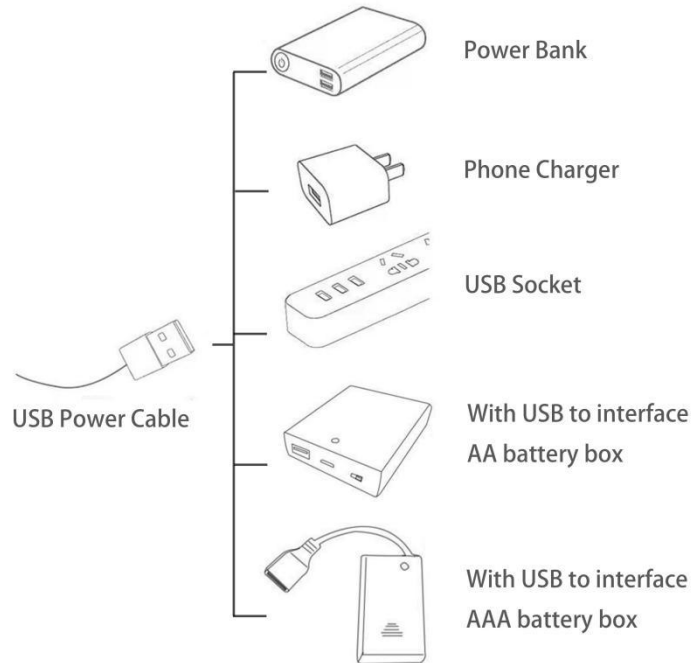 Power Bank
Phone Charger
USB Socket
USB Power Cable
With USB to interface
AA battery box
With USB to interface
AAA battery box